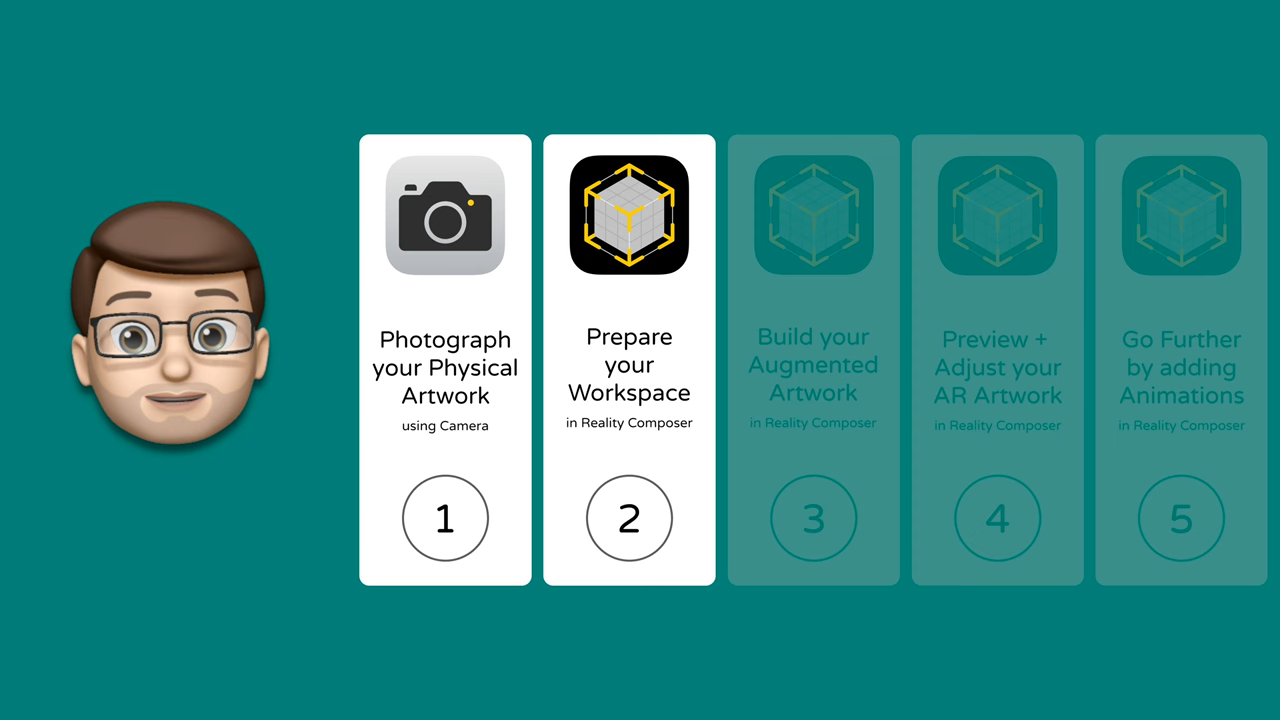 Photograph
your Physical
Artwork
using Camera
1
Prepare
your
Workspace
in Reality Composer
2
Build your
Augmented
Artwork
in Reality Composer
3
Preview +
Adjust your
AR Artwork
in Reality Composer
4
Go Further
by adding
Animations
in Reality Composer
5